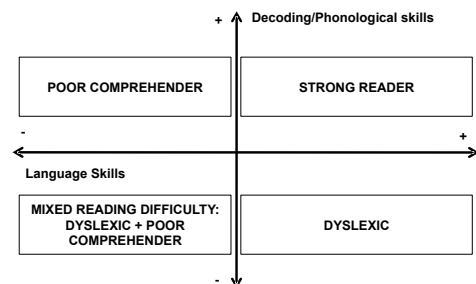 +
Decoding/Phonological skills
POOR COMPREHENDER
STRONG READER
-
+
Language Skills
MIXED READING DIFFICULTY:
DYSLEXIC + POOR
COMPREHENDER
DYSLEXIC
-